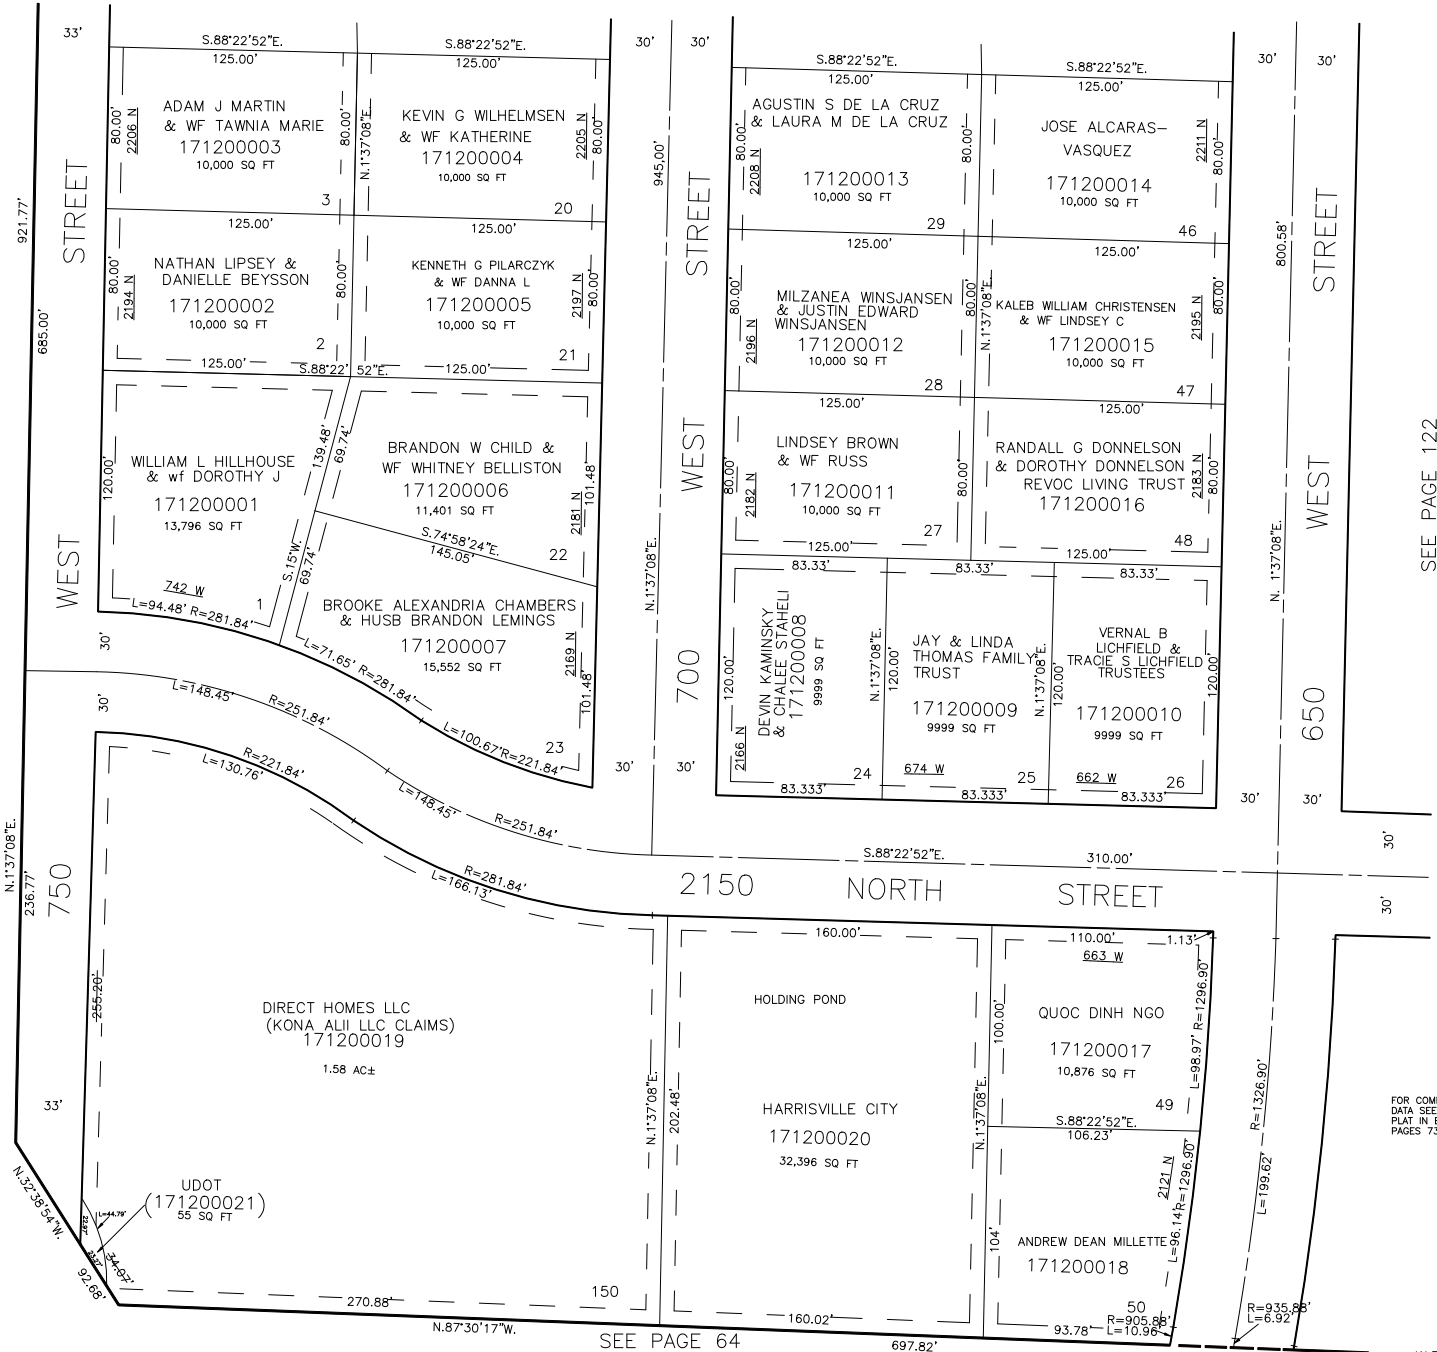 33'
S.88°22'52"E.
125.00'
S.88°22'52"E.
125.00'
30'
30'
S.88°22'52"E.
125.00'
S.88°22'52"E.
125.00'
30'
30'
ADAM J MARTIN
& WF TAWNIA MARIE
171200003
10,000 SQ FT
80.00'
2206 N
80.00'
3
N.1°37'08"E.
KEVIN G WILHELMSEN
& WF KATHERINE
171200004
10,000 SQ FT
2205 N
80.00'
20
945.00'
AGUSTIN S DE LA CRUZ
& LAURA M DE LA CRUZ
171200013
10,000 SQ FT
80.00'
2208 N
80.00'
29
JOSE ALCARAS-
VASQUEZ
171200014
10,000 SQ FT
2211 N
80.00'
46
921.77'
STREET
STREET
STREET
800.58'
125.00'
125.00'
125.00'
125.00'
NATHAN LIPSEY &
DANIELLE BEYSSON
171200002
10,000 SQ FT
80.00'
2194 N
80.00'
2
KENNETH G PILARCZYK
& WF DANNA L
171200005
10,000 SQ FT
2197 N
80.00'
21
MILZANEA WINSJANSEN
& JUSTIN EDWARD
WINSJANSEN
171200012
10,000 SQ FT
80.00'
2196 N
80.00'
28
N.1°37'08"E.
KALEB WILLIAM CHRISTENSEN
& WF LINDSEY C
171200015
10,000 SQ FT
2195 N
80.00'
47
685.00'
125.00'
S.88°22'52"E.
125.00'
125.00'
125.00'
WILLIAM L HILLHOUSE
& wf DOROTHY J
171200001
13,796 SQ FT
120.00'
139.48'
69.74'
S.15°W.
69.74'
742 W
1
L=94.48' R=281.84'
BRANDON W CHILD &
WF WHITNEY BELLISTON
171200006
11,401 SQ FT
2181 N
101.48'
22
S.74°58'24"E.
145.05'
LINDSEY BROWN
& WF RUSS
171200011
10,000 SQ FT
80.00'
2182 N
80.00'
27
125.00'
RANDALL G DONNELSON
& DOROTHY DONNELSON
REVOC LIVING TRUST
171200016
2183 N
80.00'
48
125.00'
WEST
WEST
WEST
SEE PAGE 122
N.1°37'08"E.
N. 1°37'08"E.
BROOKE ALEXANDRIA CHAMBERS
& HUSB BRANDON LEMINGS
171200007
15,552 SQ FT
2169 N
101.48'
23
L=71.65' R=281.84'
L=100.67' R=221.84'
83.33'
83.33'
83.33'
DEVIN KAMINSKY
& CHALEE STAHELI
171200008
9999 SQ FT
120.00'
2166 N
24
83.333'
N.1°37'08"E.
120.00'
JAY & LINDA
THOMAS FAMILY
TRUST
171200009
9999 SQ FT
674 W
25
83.333'
N.1°37'08"E.
120.00'
VERNAL B
LICHFIELD &
TRACIE S LICHFIELD
TRUSTEES
171200010
9999 SQ FT
120.00'
662 W
26
83.333'
700
650
30'
30'
30'
30'
30'
30'
L=148.45'
R=251.84'
R=221.84'
L=130.76'
L=148.45'
R=251.84'
R=281.84'
L=166.13'
S.88°22'52"E.
310.00'
30'
30'
2150 NORTH STREET
N.1°37'08"E.
236.77'
750
255.20'
33'
DIRECT HOMES LLC
(KONA ALII LLC CLAIMS)
171200019
1.58 AC±
150
N.1°37'08"E.
202.48'
160.00'
HOLDING POND
HARRISVILLE CITY
171200020
32,396 SQ FT
160.02'
N.1°37'08"E.
110.00'
1.13'
663 W
100.00'
QUOC DINH NGO
171200017
10,876 SQ FT
49
L=98.97' R=1296.90'
S.88°22'52"E.
106.23'
2121 N
104'
ANDREW DEAN MILLETTE
171200018
50
L=96.14' R=1296.90'
R=905.88'
L=10.96'
93.78'
R=1326.90'
L=199.62'
R=935.88'
L=6.92'
FOR COM
DATA SEE
PLAT IN
PAGES 73
N.32°38'54"W.
92.68'
UDOT
(171200021)
55 SQ FT
L=44.79'
34.07'
270.88'
N.87°30'17"W.
SEE PAGE 64
697.82'